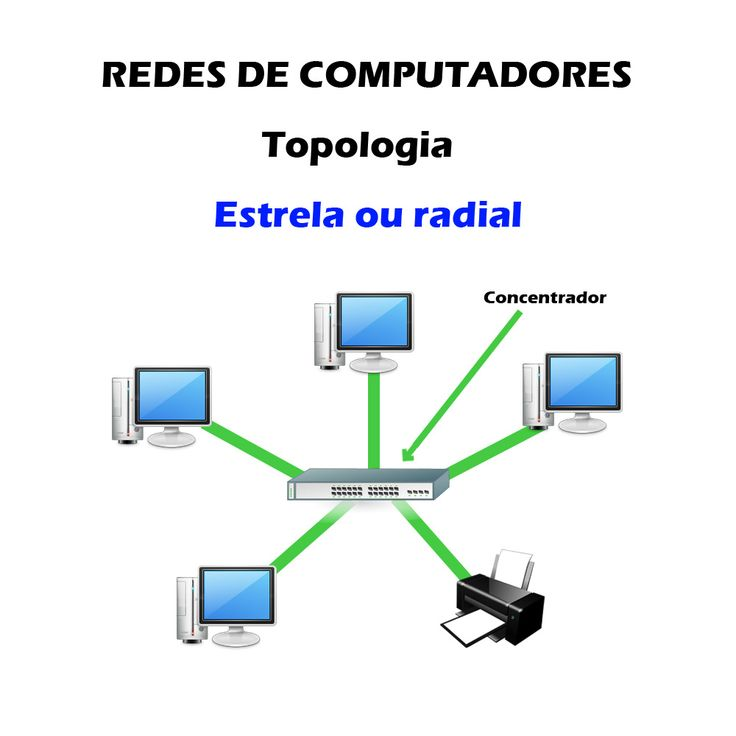 REDES DE COMPUTADORES
Topologia
Estrela ou radial
Concentrador